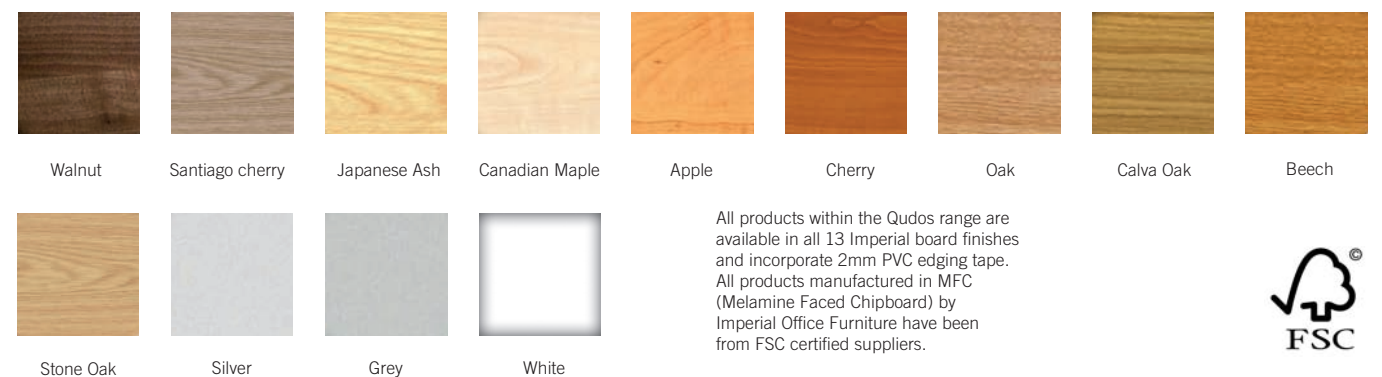 Walnut
Santiago cherry
Japanese Ash
Canadian Maple
Apple
Cherry
Oak
Calva Oak
Beech
Stone Oak
Silver
Grey
White
All products within the Qudos range are
available in all 13 Imperial board finishes
and incorporate 2mm PVC edging tape.
All products manufactured in MFC
(Melamine Faced Chipboard) by
Imperial Office Furniture have been
from FSC certified suppliers.
©
FSC